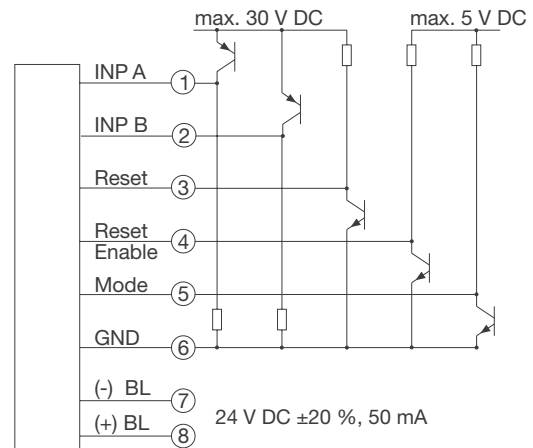 max. 30 V DC max. 5 V DC
INP A 1
INP B 2
Reset 3
Reset
Enable 4
Mode 5
GND 6
(-) BL 7
(+) BL 8
24 V DC ±20 %, 50 mA